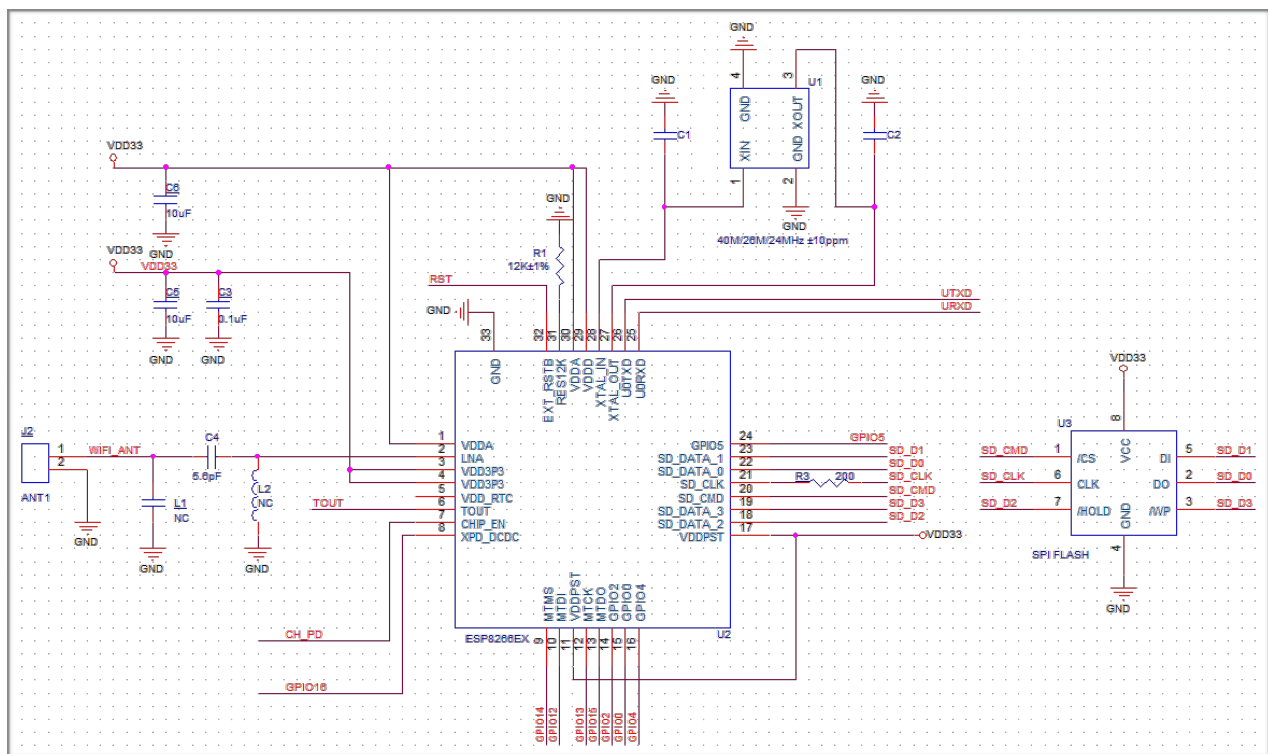 GND
4
3
U1
GND
XOUT
XIN
GND
1
2
GND
40M/26M/24MHz ±10ppm
GND
C1
GND
C2
VDD33
C6
10uF
GND
VDD33
VDD33
C5
10uF
GND
C3
0.1uF
GND
GND
R1
12K±1%
RST
GND
UTXD
URXD
33
32
31
30
29
28
27
26
25
GND
EXT_RSTB
RES12K
VDDA
VDDD
XTAL_IN
XTAL_OUT
U0TXD
U0RXD
J2
1
2
ANT1
GND
WIFI_ANT
C4
5.6pF
L1
NC
GND
L2
NC
GND
TOUT
CH_PD
GPIO16
1 VDDA
2 LNA
3 VDD3P3
4 VDD3P3
5 VDD_RTC
6 TOUT
7 CHIP_EN
8 XPD_DCDC
GPIO5 24 GPIO5
SD_DATA_1 23 SD_D1
SD_DATA_0 22 SD_D0
SD_CLK 21 R3 200 SD_CLK
SD_CMD 20 SD_CMD
SD_DATA_3 19 SD_D3
SD_DATA_2 18 SD_D2
VDDPST 17 VDD33
MTMS
MTDI
VDDPST
MTCK
MTDO
GPIO2
GPIO0
GPIO4
ESP8266EX
U2
9
10
11
12
13
14
15
16
GPIO14
GPIO12
GPIO13
GPIO15
GPIO2
GPIO0
GPIO4
VDD33
U3
8
VCC
SD_CMD 1 /CS DI 5 SD_D1
SD_CLK 6 CLK DO 2 SD_D0
SD_D2 7 /HOLD /WP 3 SD_D3
GND
4
SPI FLASH
GND